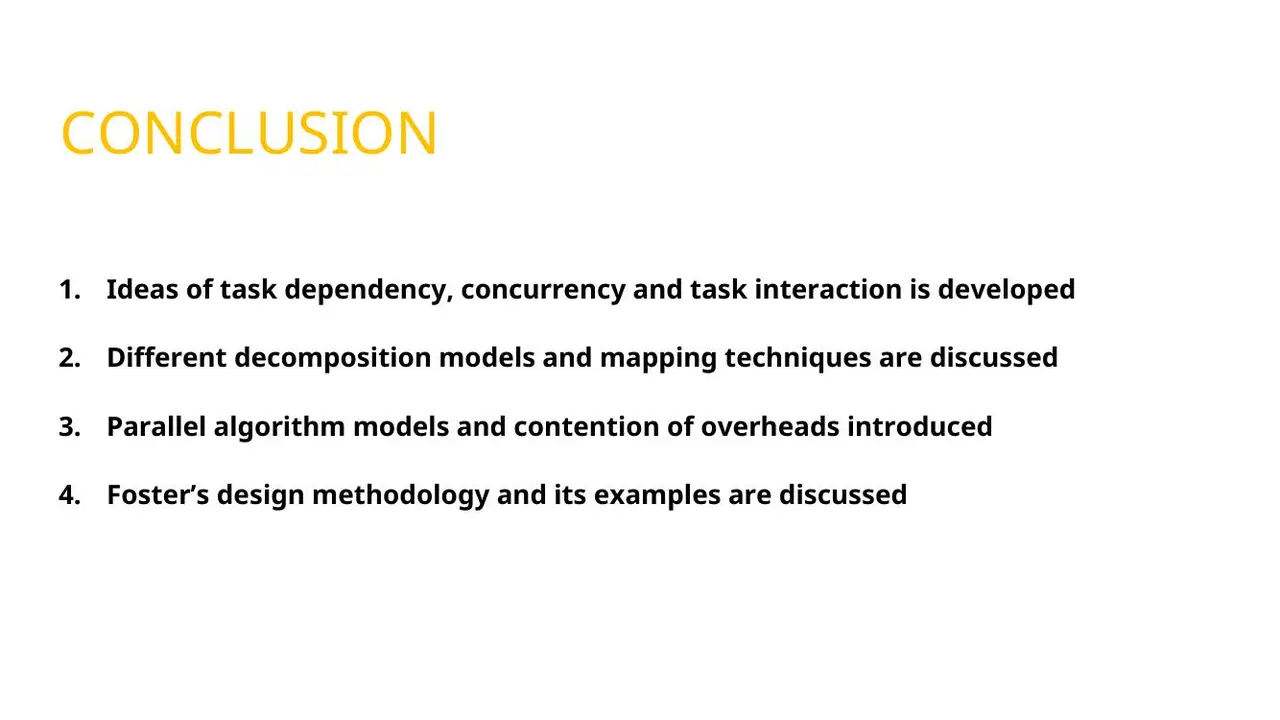 CONCLUSION
1. Ideas of task dependency, concurrency and task interaction is developed
2. Different decomposition models and mapping techniques are discussed
3. Parallel algorithm models and contention of overheads introduced
4. Foster’s design methodology and its examples are discussed